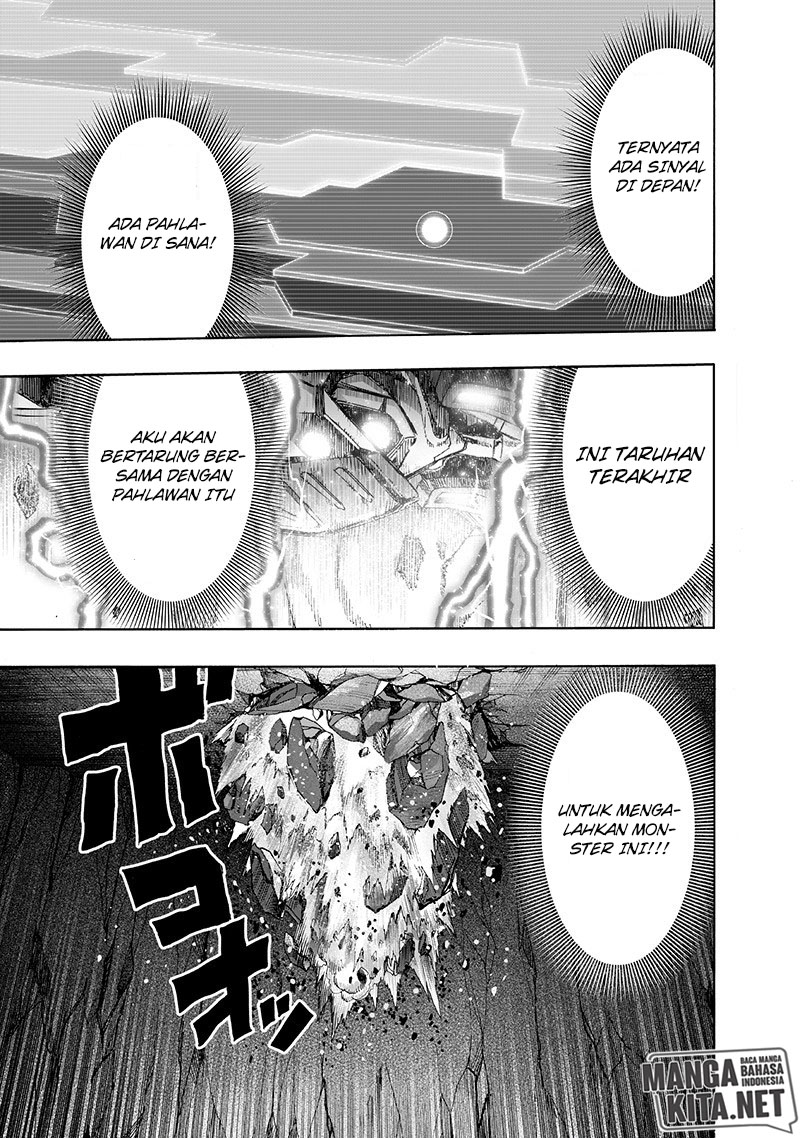 TERNYATA
ADA SINYAL
DI DEPAN!
ADA PAHLA-
WAN DI SANA!
INI TARUHAN
TERAKHIR
AKU AKAN
BERTARUNG BER-
SAMA DENGAN
PAHLAWAN ITU
UNTUK MENGA-
LAHKAN MON-
STER INI!!!
ボコオッ
MANGA
BACA MANGA
BAHASA
INDONESIA
KITA.NET